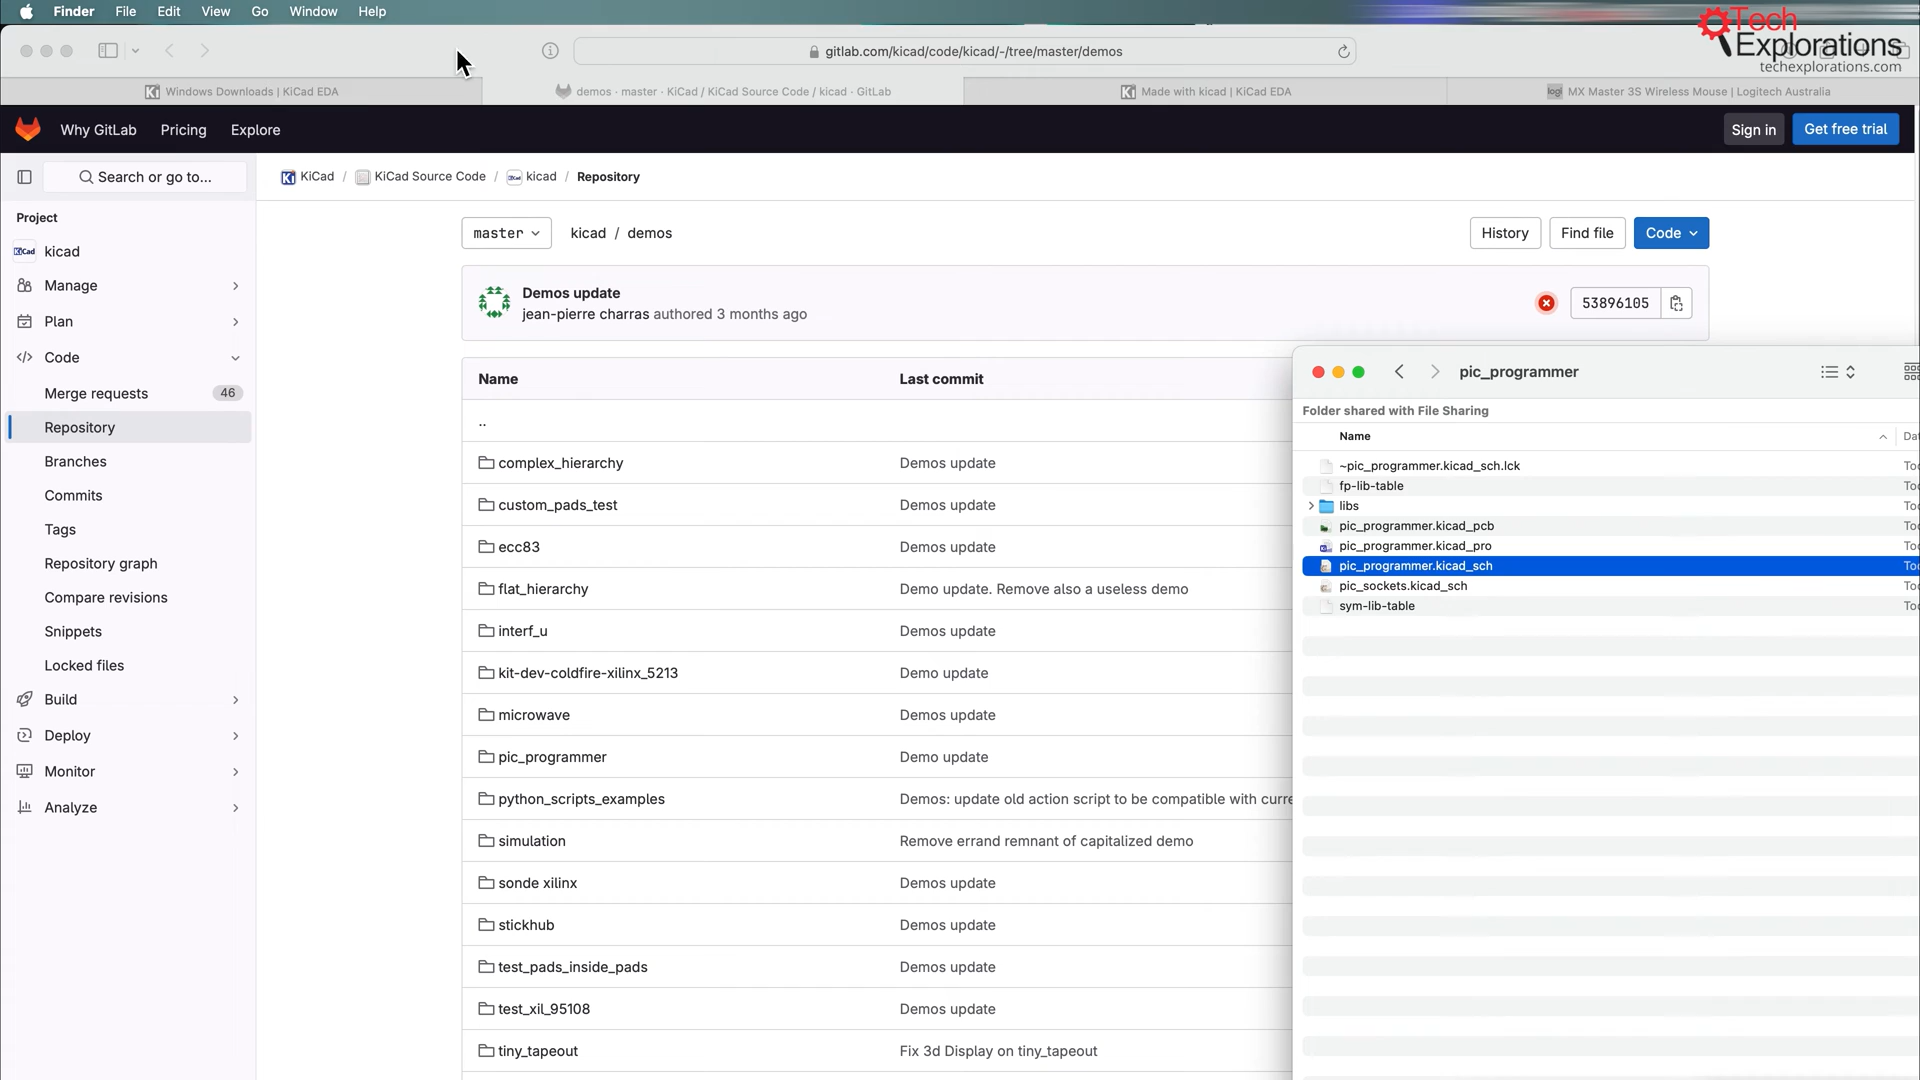 Finder File Edit View Go Window Help
Tech
Explorations
techexplorations.com
gitlab.com/kicad/code/kicad/-/tree/master/demos
Windows Downloads | KiCad EDA
demos · master · KiCad / KiCad Source Code / kicad · GitLab
Made with kicad | KiCad EDA
MX Master 3S Wireless Mouse | Logitech Australia
Why GitLab Pricing Explore
Sign in
Get free trial
Search or go to...
KiCad / KiCad Source Code / kicad / Repository
Project
kicad
Manage
Plan
Code
Merge requests 46
Repository
Branches
Commits
Tags
Repository graph
Compare revisions
Snippets
Locked files
Build
Deploy
Monitor
Analyze
master
kicad / demos
History
Find file
Code
Demos update
jean-pierre charras authored 3 months ago
53896105
Name Last commit
..
complex_hierarchy Demos update
custom_pads_test Demos update
ecc83 Demos update
flat_hierarchy Demo update. Remove also a useless demo
interf_u Demos update
kit-dev-coldfire-xilinx_5213 Demo update
microwave Demos update
pic_programmer Demo update
python_scripts_examples Demos: update old action script to be compatible with curre
simulation Remove errand remnant of capitalized demo
sonde xilinx Demos update
stickhub Demos update
test_pads_inside_pads Demos update
test_xil_95108 Demos update
tiny_tapeout Fix 3d Display on tiny_tapeout
pic_programmer
Folder shared with File Sharing
Name Dat
~pic_programmer.kicad_sch.lck Too
fp-lib-table Too
libs Too
pic_programmer.kicad_pcb Too
pic_programmer.kicad_pro Too
pic_programmer.kicad_sch Too
pic_sockets.kicad_sch Too
sym-lib-table Too